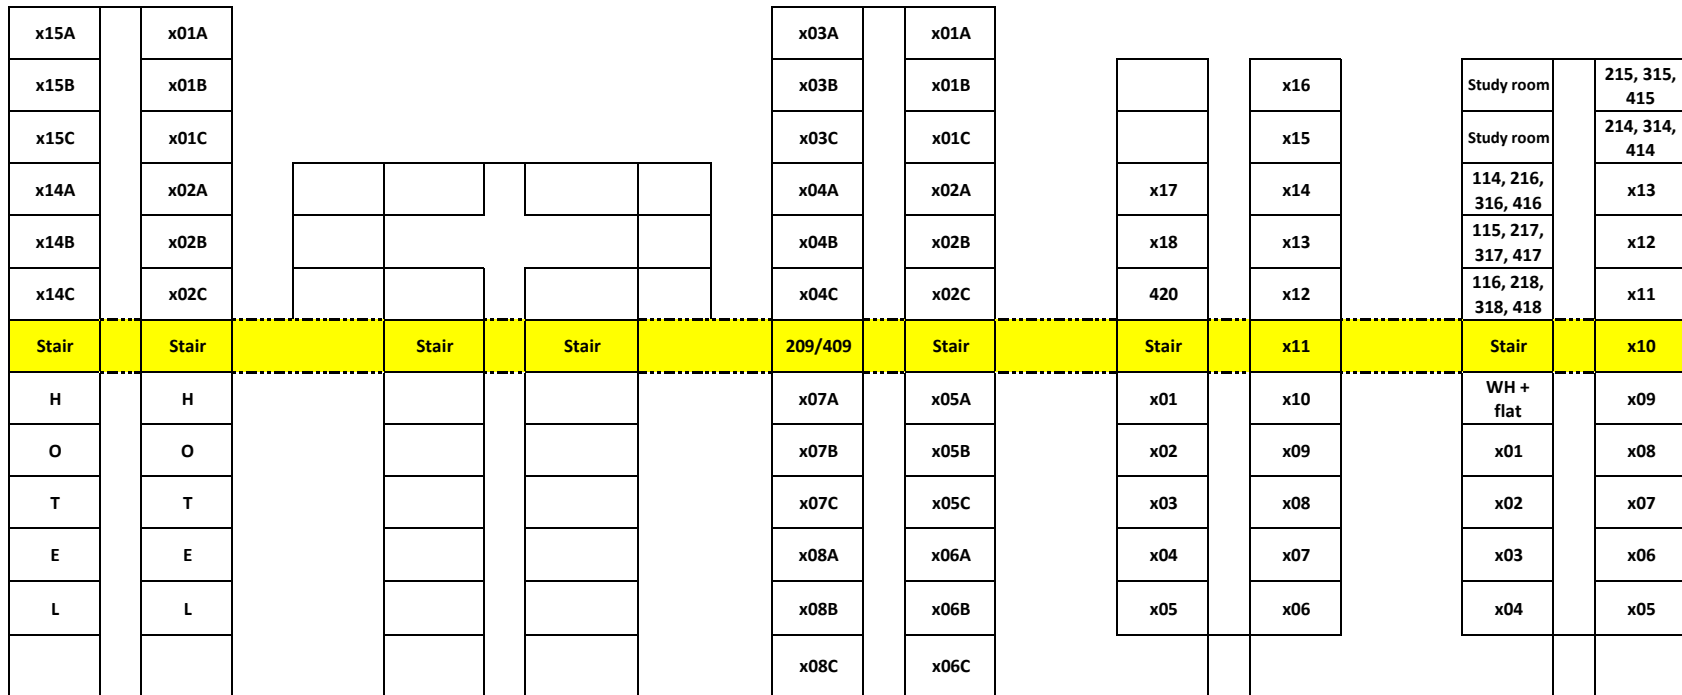 x15A x01A x03A x01A
x15B x01B x03B x01B x16 Study room 215, 315,
415
x15C x01C x03C x01C x15 Study room 214, 314,
414
x14A x02A x04A x02A x17 x14 114, 216,
316, 416 x13
x14B x02B x04B x02B x18 x13 115, 217,
317, 417 x12
x14C x02C x04C x02C 420 x12 116, 218,
318, 418 x11
Stair Stair Stair Stair 209/409 Stair Stair x11 Stair x10
H H x07A x05A x01 x10 WH +
flat x09
O O x07B x05B x02 x09 x01 x08
T T x07C x05C x03 x08 x02 x07
E E x08A x06A x04 x07 x03 x06
L L x08B x06B x05 x06 x04 x05
x08C x06C